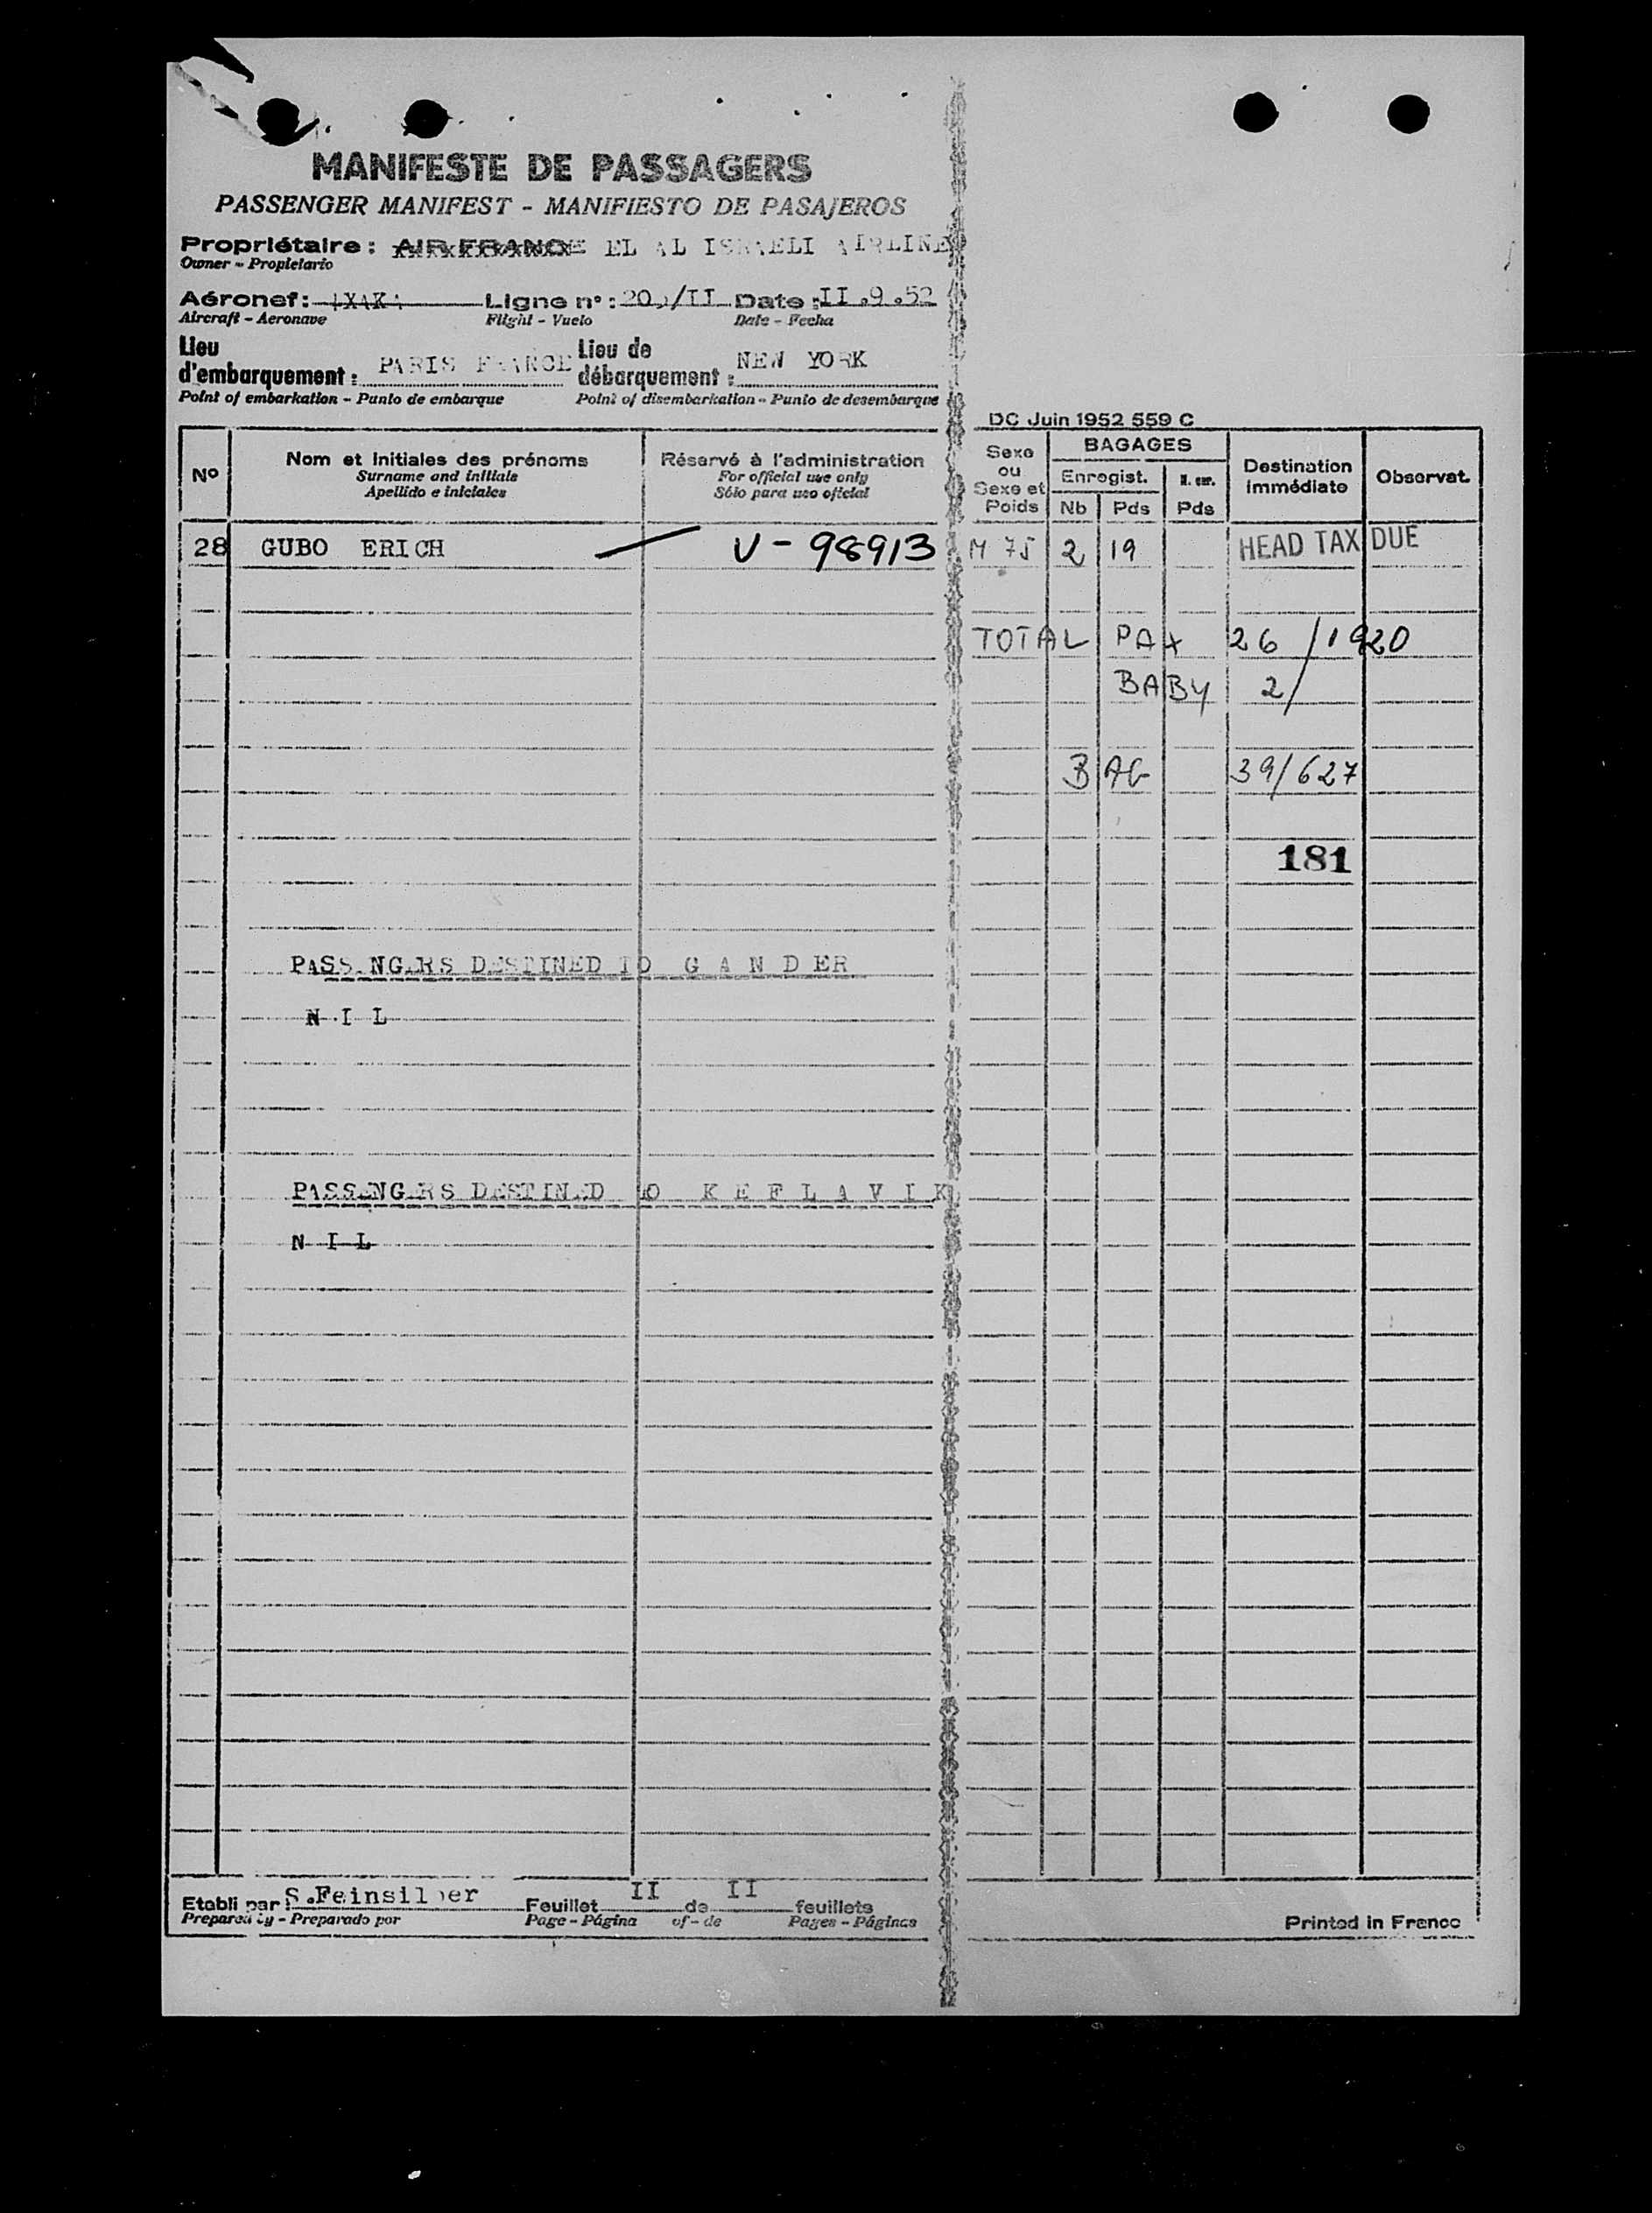 MANIFESTE DE PASSAGERS
PASSENGER MANIFEST - MANIFIESTO DE PASAJEROS
Propriétaire : AIR FRANCE EL AL ISRAELI AIRLINE
Owner - Propietario
Aéronef : 4XAKA Ligne n° : /II Date : II.9.52
Aircraft - Aeronave Flight - Vuelo Date - Fecha
Lieu d'embarquement : PARIS FRANCE Lieu de débarquement : NEW YORK
Point of embarkation - Punto de embarque Point of disembarkation - Punto de desembarque
DC Juin 1952 559 C
Nº Nom et initiales des prénoms Réservé à l'administration Sexe ou Sexe et Poids BAGAGES Destination immédiate Observat.
Surname and initials For official use only Enregist. Pds
Apellido e iniciales Sólo para uso oficial Nb Pds
28 GUBO ERICH V-98913 M 75 2 19 HEAD TAX DUE
TOTAL PAX 26 / 1920
BABY 2/
BAG 39/627
181
PASSENGERS DESTINED TO G A N D E R
N I L
PASSENGERS DESTINED TO K E F L A V I K
N I L
Etabli par : S.Feinsilber Feuillet II de II feuillets
Prepared by - Preparado por Page - Página of - de Pages - Páginas
Printed in France